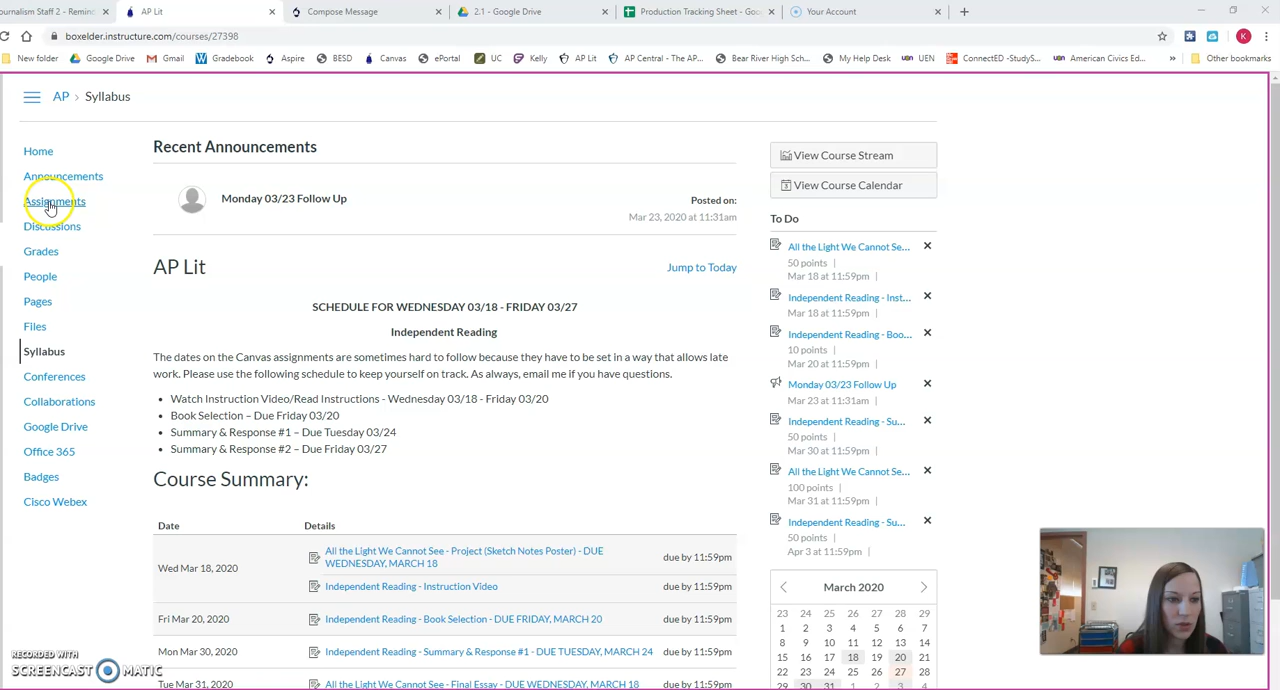 ournalism Staff 2 - Remind
AP Lit
Compose Message
2.1 - Google Drive
Production Tracking Sheet - Goo
Your Account
boxelder.instructure.com/courses/27398
K
New folder
Google Drive
Gmail
Gradebook
Aspire
BESD
Canvas
ePortal
UC
Kelly
AP Lit
AP Central - The AP...
Bear River High Sch...
My Help Desk
UEN
ConnectED -StudyS...
American Civics Ed...
»
Other bookmarks
AP > Syllabus
Home
Announcements
Assignments
Discussions
Grades
People
Pages
Files
Syllabus
Conferences
Collaborations
Google Drive
Office 365
Badges
Cisco Webex
Recent Announcements
Monday 03/23 Follow Up
Posted on:
Mar 23, 2020 at 11:31am
AP Lit
Jump to Today
SCHEDULE FOR WEDNESDAY 03/18 - FRIDAY 03/27
Independent Reading
The dates on the Canvas assignments are sometimes hard to follow because they have to be set in a way that allows late
work. Please use the following schedule to keep yourself on track. As always, email me if you have questions.
• Watch Instruction Video/Read Instructions - Wednesday 03/18 - Friday 03/20
• Book Selection – Due Friday 03/20
• Summary & Response #1 – Due Tuesday 03/24
• Summary & Response #2 – Due Friday 03/27
Course Summary:
Date Details
Wed Mar 18, 2020
All the Light We Cannot See - Project (Sketch Notes Poster) - DUE
WEDNESDAY, MARCH 18
due by 11:59pm
Independent Reading - Instruction Video due by 11:59pm
Fri Mar 20, 2020 Independent Reading - Book Selection - DUE FRIDAY, MARCH 20 due by 11:59pm
Mon Mar 30, 2020 Independent Reading - Summary & Response #1 - DUE TUESDAY, MARCH 24 due by 11:59pm
Tue Mar 31, 2020 All the Light We Cannot See - Final Essay - DUE WEDNESDAY, MARCH 18 due by 11:59pm
View Course Stream
View Course Calendar
To Do
All the Light We Cannot Se...
50 points |
Mar 18 at 11:59pm |
Independent Reading - Inst...
Mar 18 at 11:59pm |
Independent Reading - Boo...
10 points |
Mar 20 at 11:59pm |
Monday 03/23 Follow Up
Mar 23 at 11:31am |
Independent Reading - Su...
50 points |
Mar 30 at 11:59pm |
All the Light We Cannot Se...
100 points |
Mar 31 at 11:59pm |
Independent Reading - Su...
50 points |
Apr 3 at 11:59pm |
March 2020
23 24 25 26 27 28 29
1 2 3 4 5 6 7
8 9 10 11 12 13 14
15 16 17 18 19 20 21
22 23 24 25 26 27 28
29 30 31 1 2 3 4
RECORDED WITH
SCREENCAST MATIC